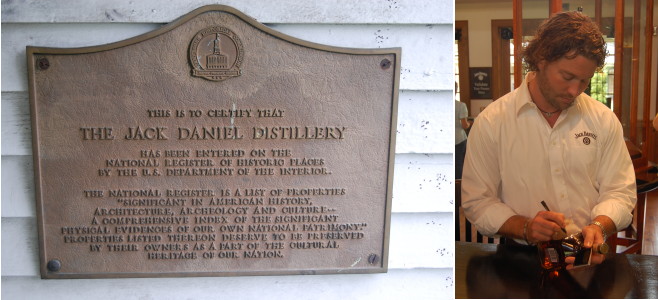 THIS IS TO CERTIFY THAT
THE JACK DANIEL DISTILLERY
HAS BEEN ENTERED ON THE
NATIONAL REGISTER OF HISTORIC PLACES
BY THE U.S. DEPARTMENT OF THE INTERIOR.
THE NATIONAL REGISTER IS A LIST OF PROPERTIES
"SIGNIFICANT IN AMERICAN HISTORY,
ARCHITECTURE, ARCHEOLOGY AND CULTURE--
A COMPREHENSIVE INDEX OF THE SIGNIFICANT
PHYSICAL EVIDENCES OF OUR OWN NATIONAL PATRIMONY."
PROPERTIES LISTED THEREON DESERVE TO BE PRESERVED
BY THEIR OWNERS AS A PART OF THE CULTURAL
HERITAGE OF OUR NATION.
JACK DANIEL'S